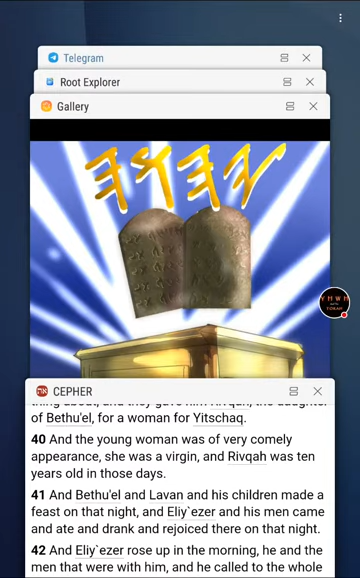 Telegram
Root Explorer
Gallery
𐤉𐤄𐤅𐤄
YMWM
TORAH
CEPHER
of Bethu'el, for a woman for Yitschaq.
40 And the young woman was of very comely
appearance, she was a virgin, and Rivqah was ten
years old in those days.
41 And Bethu'el and Lavan and his children made a
feast on that night, and Eliy`ezer and his men came
and ate and drank and rejoiced there on that night.
42 And Eliy`ezer rose up in the morning, he and the
men that were with him, and he called to the whole